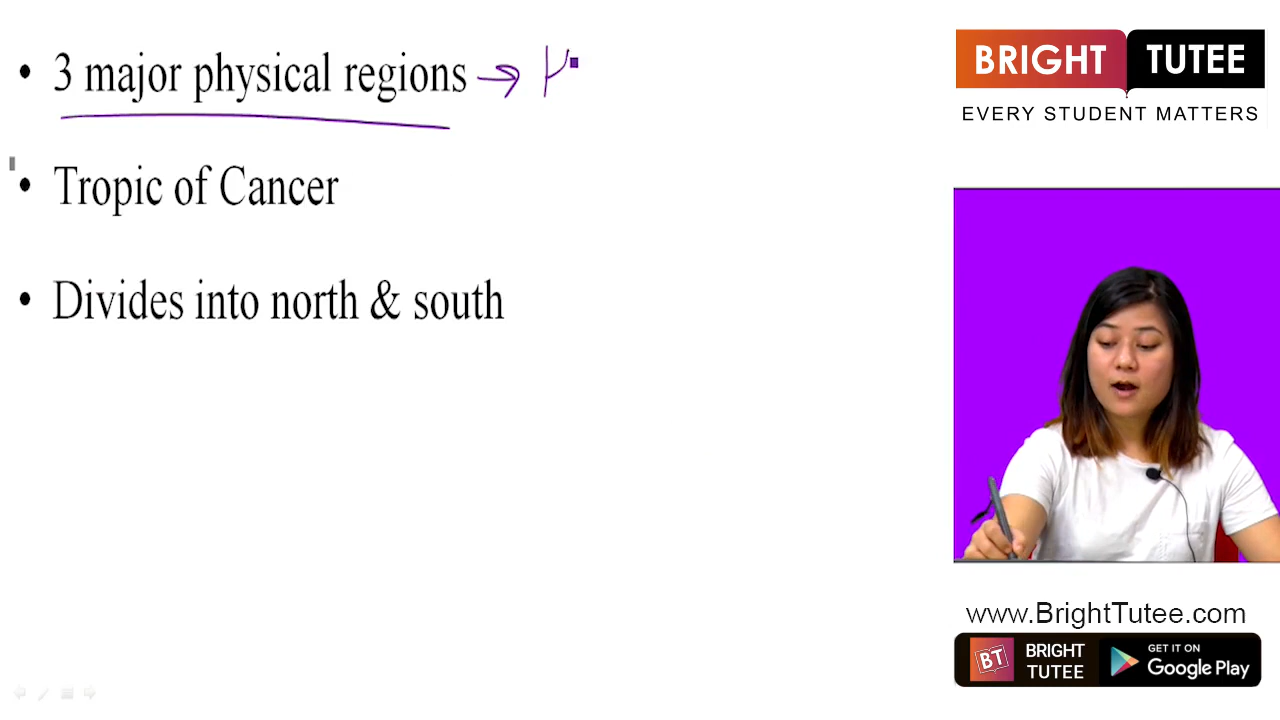 • 3 major physical regions →
• Tropic of Cancer
• Divides into north & south
BRIGHT TUTEE
EVERY STUDENT MATTERS
www.BrightTutee.com
BT BRIGHT TUTEE
GET IT ON
Google Play